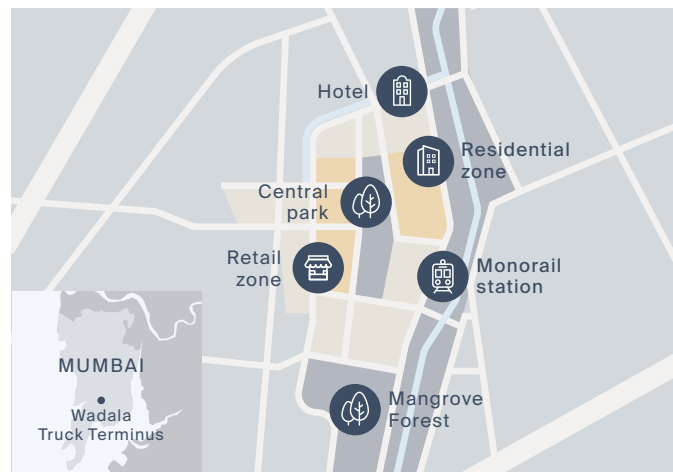 Hotel
Residential
zone
Central
park
Retail
zone
Monorail
station
MUMBAI
Wadala
Truck Terminus
Mangrove
Forest